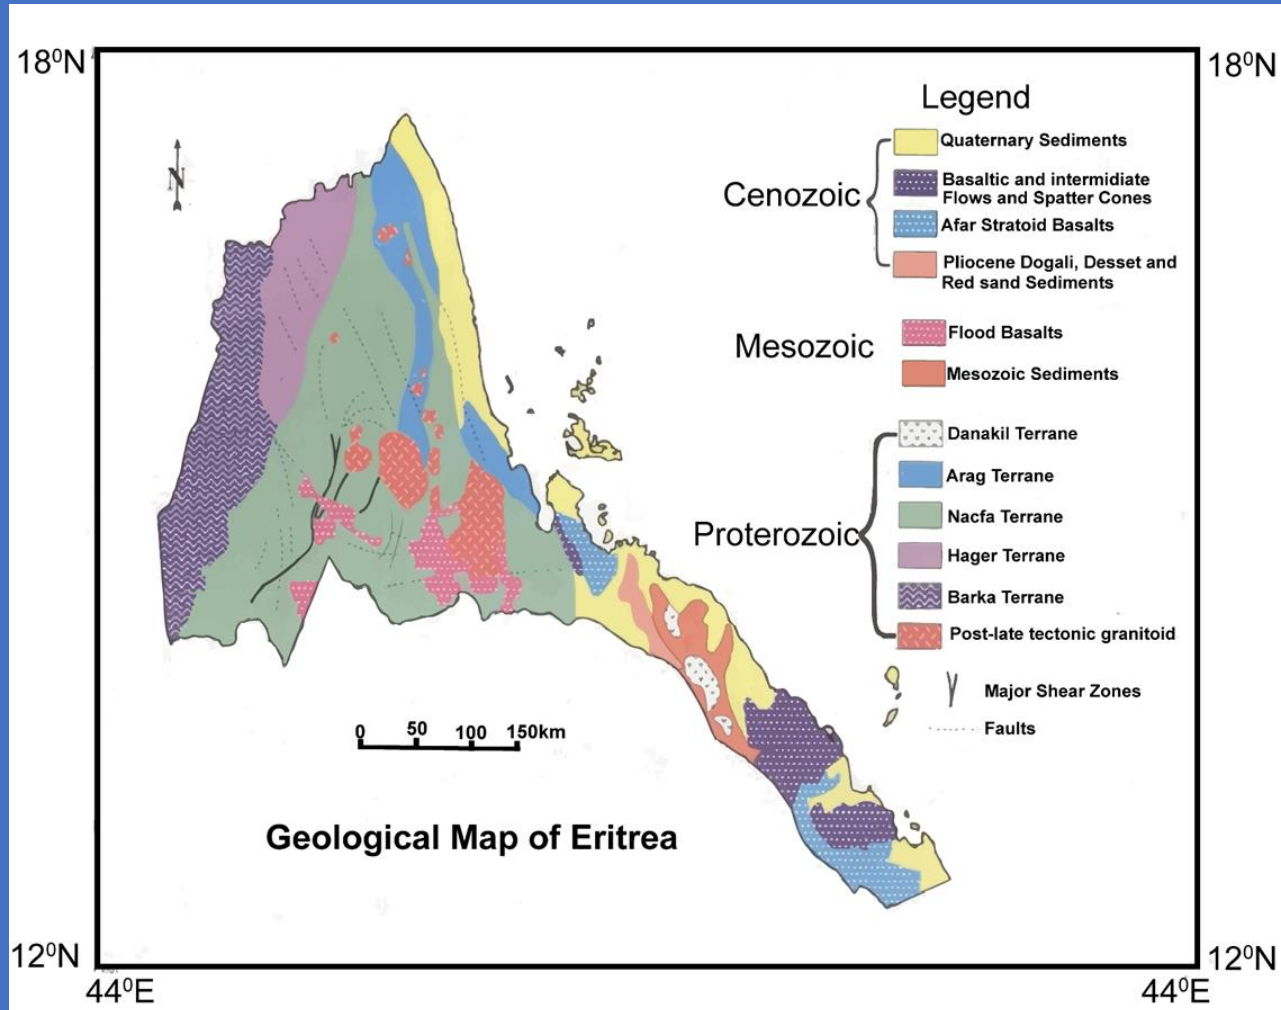 18⁰N
18⁰N
Legend
N
Cenozoic
Quaternary Sediments
Basaltic and intermidiate
Flows and Spatter Cones
Afar Stratoid Basalts
Pliocene Dogali, Desset and
Red sand Sediments
Mesozoic
Flood Basalts
Mesozoic Sediments
Proterozoic
Danakil Terrane
Arag Terrane
Nacfa Terrane
Hager Terrane
Barka Terrane
Post-late tectonic granitoid
Major Shear Zones
Faults
0 50 100 150km
Geological Map of Eritrea
12⁰N
12⁰N
44⁰E
44⁰E